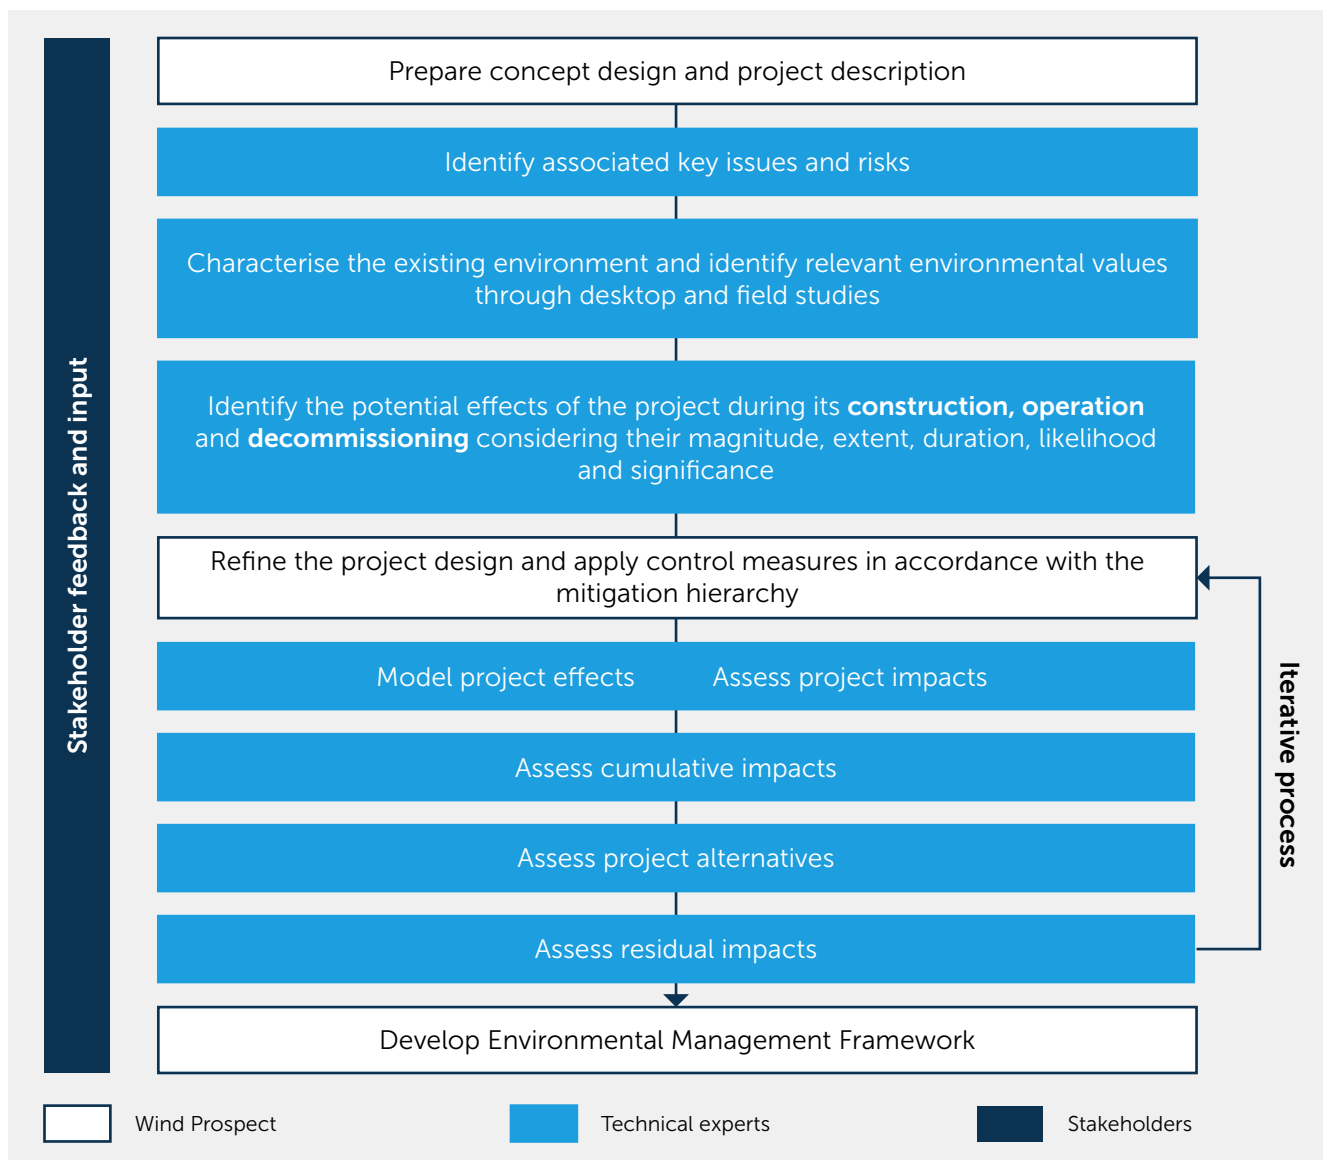 Stakeholder feedback and input
Prepare concept design and project description
Identify associated key issues and risks
Characterise the existing environment and identify relevant environmental values
through desktop and field studies
Identify the potential effects of the project during its construction, operation
and decommissioning considering their magnitude, extent, duration, likelihood
and significance
Refine the project design and apply control measures in accordance with the
mitigation hierarchy
Model project effects Assess project impacts
Assess cumulative impacts
Assess project alternatives
Assess residual impacts
Iterative process
Develop Environmental Management Framework
Wind Prospect
Technical experts
Stakeholders